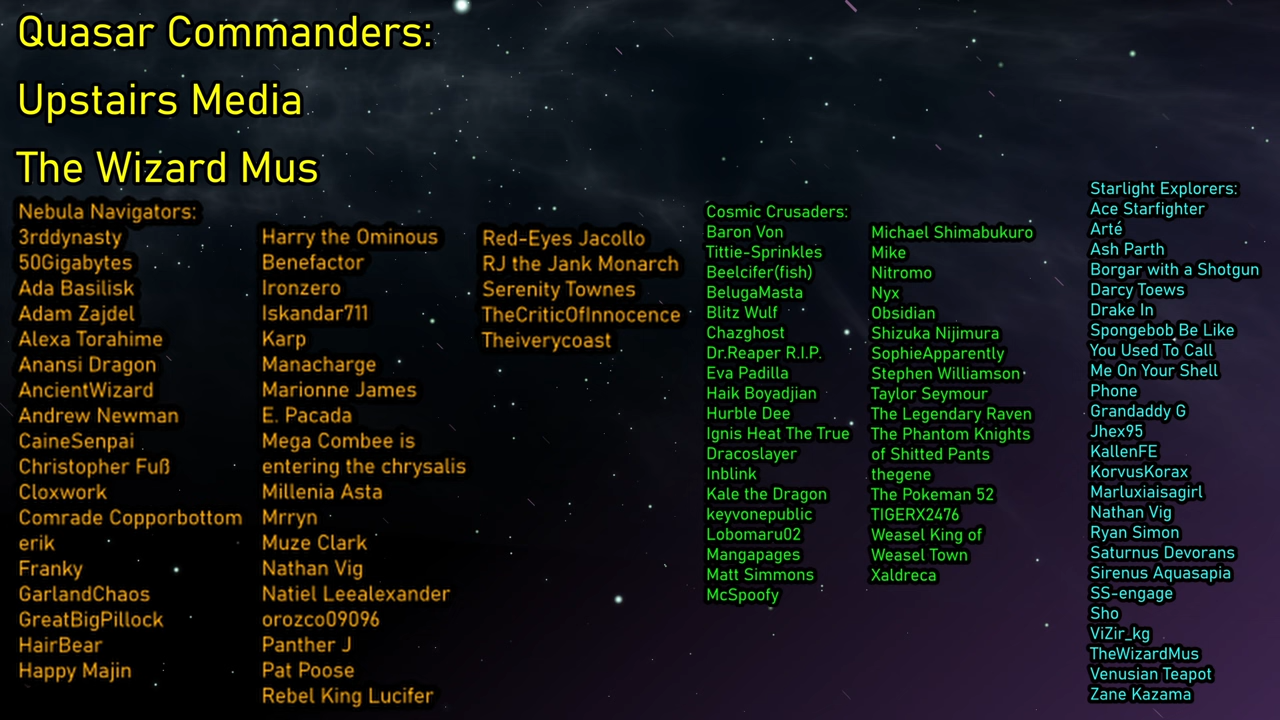 Quasar Commanders:
Upstairs Media
The Wizard Mus
Nebula Navigators:
3rddynasty
50Gigabytes
Ada Basilisk
Adam Zajdel
Alexa Torahime
Anansi Dragon
AncientWizard
Andrew Newman
CaineSenpai
Christopher Fuß
Cloxwork
Comrade Copporbottom
erik
Franky
GarlandChaos
GreatBigPillock
HairBear
Happy Majin
Harry the Ominous
Benefactor
Ironzero
Iskandar711
Karp
Manacharge
Marionne James
E. Pacada
Mega Combee is
entering the chrysalis
Millenia Asta
Mrryn
Muze Clark
Nathan Vig
Natiel Leealexander
orozco09096
Panther J
Pat Poose
Rebel King Lucifer
Red-Eyes Jacollo
RJ the Jank Monarch
Serenity Townes
TheCriticOfInnocence
Theiverycoast
Cosmic Crusaders:
Baron Von
Tittie-Sprinkles
Beelcifer(fish)
BelugaMasta
Blitz Wulf
Chazghost
Dr.Reaper R.I.P.
Eva Padilla
Haik Boyadjian
Hurble Dee
Ignis Heat The True
Dracoslayer
Inblink
Kale the Dragon
keyvonepublic
Lobomaru02
Mangapages
Matt Simmons
McSpoofy
Michael Shimabukuro
Mike
Nitromo
Nyx
Obsidian
Shizuka Nijimura
SophieApparently
Stephen Williamson
Taylor Seymour
The Legendary Raven
The Phantom Knights
of Shitted Pants
thegene
The Pokeman 52
TIGERX2476
Weasel King of
Weasel Town
Xaldreca
Starlight Explorers:
Ace Starfighter
Arté
Ash Parth
Borgar with a Shotgun
Darcy Toews
Drake In
Spongebob Be Like
You Used To Call
Me On Your Shell
Phone
Grandaddy G
Jhex95
KallenFE
KorvusKorax
Marluxiaisagirl
Nathan Vig
Ryan Simon
Saturnus Devorans
Sirenus Aquasapia
SS-engage
Sho
ViZir_kg
TheWizardMus
Venusian Teapot
Zane Kazama